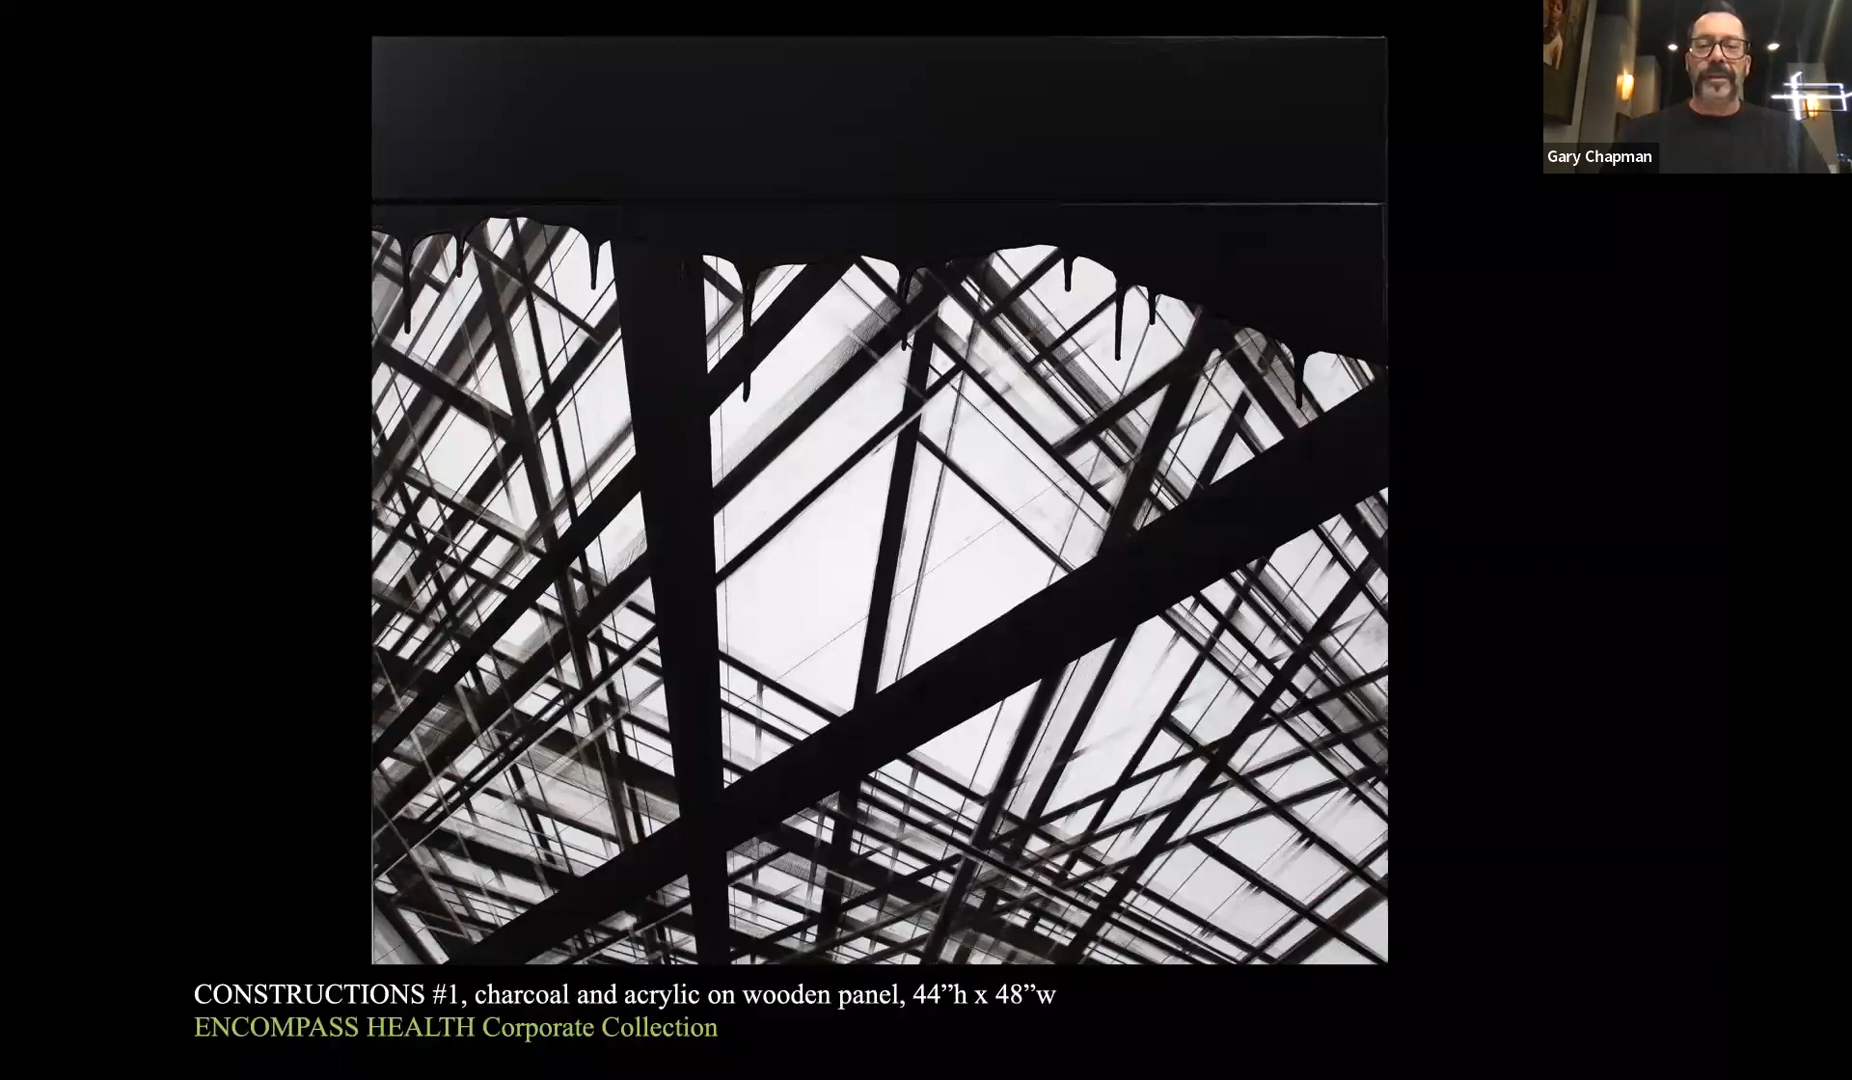 Gary Chapman
CONSTRUCTIONS #1, charcoal and acrylic on wooden panel, 44”h x 48”w
ENCOMPASS HEALTH Corporate Collection